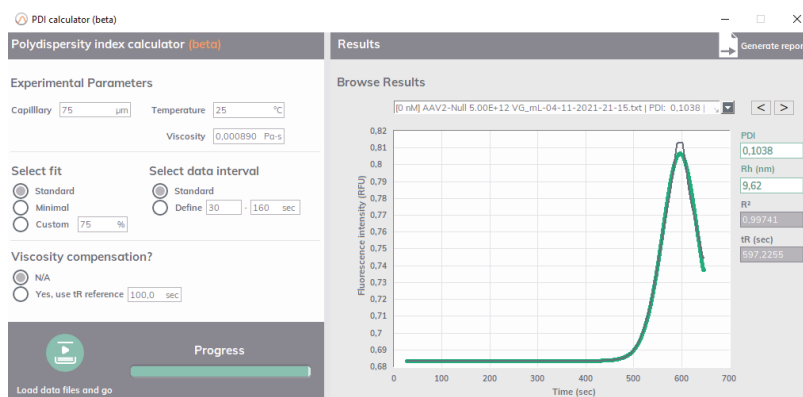 PDI calculator (beta)
Polydispersity index calculator (beta)
Experimental Parameters
Capilllary 75 µm Temperature 25 °C
Viscosity 0,000890 Pa·s
Select fit Select data interval
Standard Standard
Minimal Define 30 - 160 sec
Custom 75 %
Viscosity compensation?
N/A
Yes, use tR reference 100,0 sec
Progress
Load data files and go
Results Generate repor
Browse Results
[0 nM] AAV2-Null 5.00E+12 VG_mL-04-11-2021-21-15.txt | PDI: 0,1038 | < >
Fluorescence intensity (RFU)
0,82
0,81
0,8
0,79
0,78
0,77
0,76
0,75
0,74
0,73
0,72
0,71
0,7
0,69
0,68
0 100 200 300 400 500 600 700
Time (sec)
PDI
0,1038
Rh (nm)
9,62
R²
0,99741
tR (sec)
597.2255